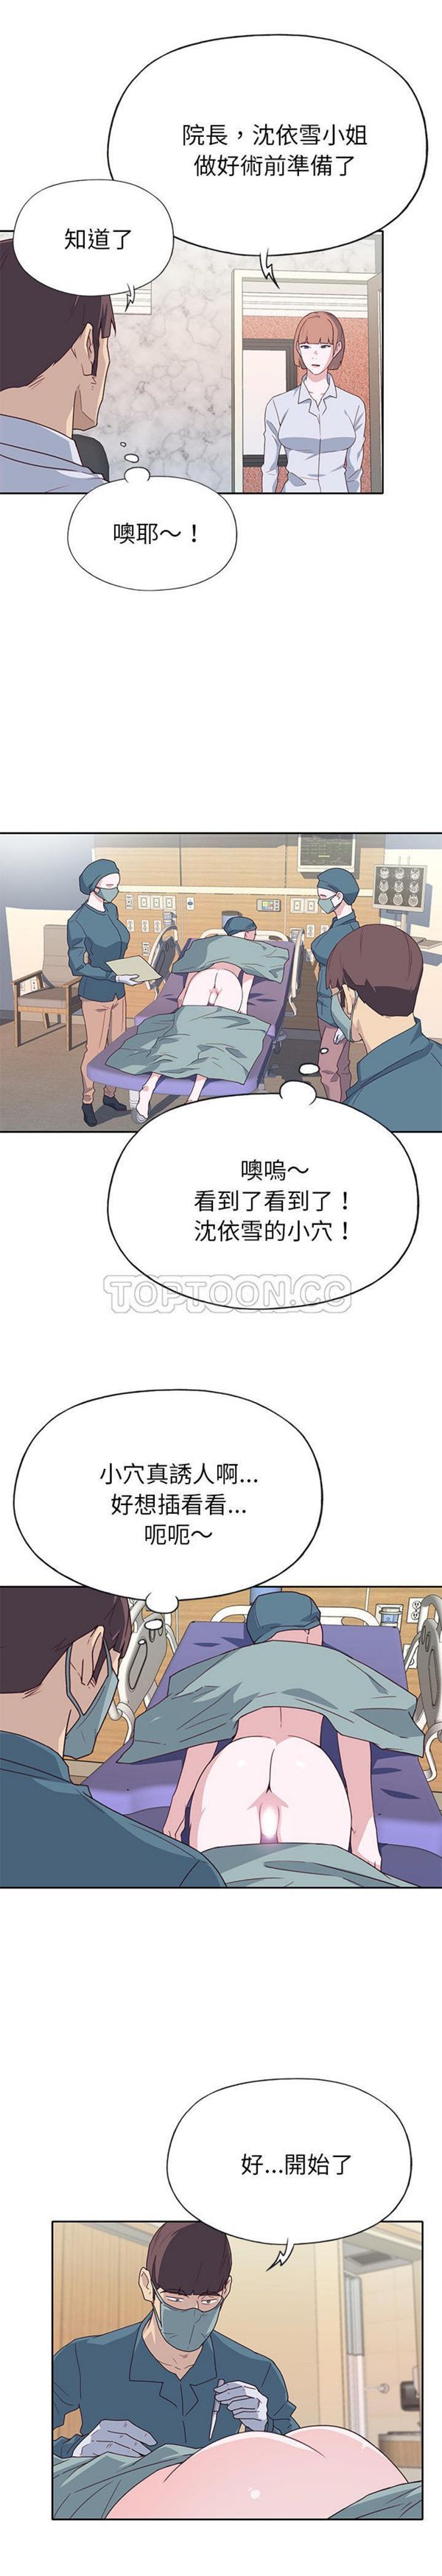 院長，沈依雪小姐
做好術前準備了
知道了
噢耶～！
噢嗚～
看到了看到了！
沈依雪的小穴！
TOPTOON.CC
小穴真誘人啊...
好想插看看...
呃呃～
好...開始了